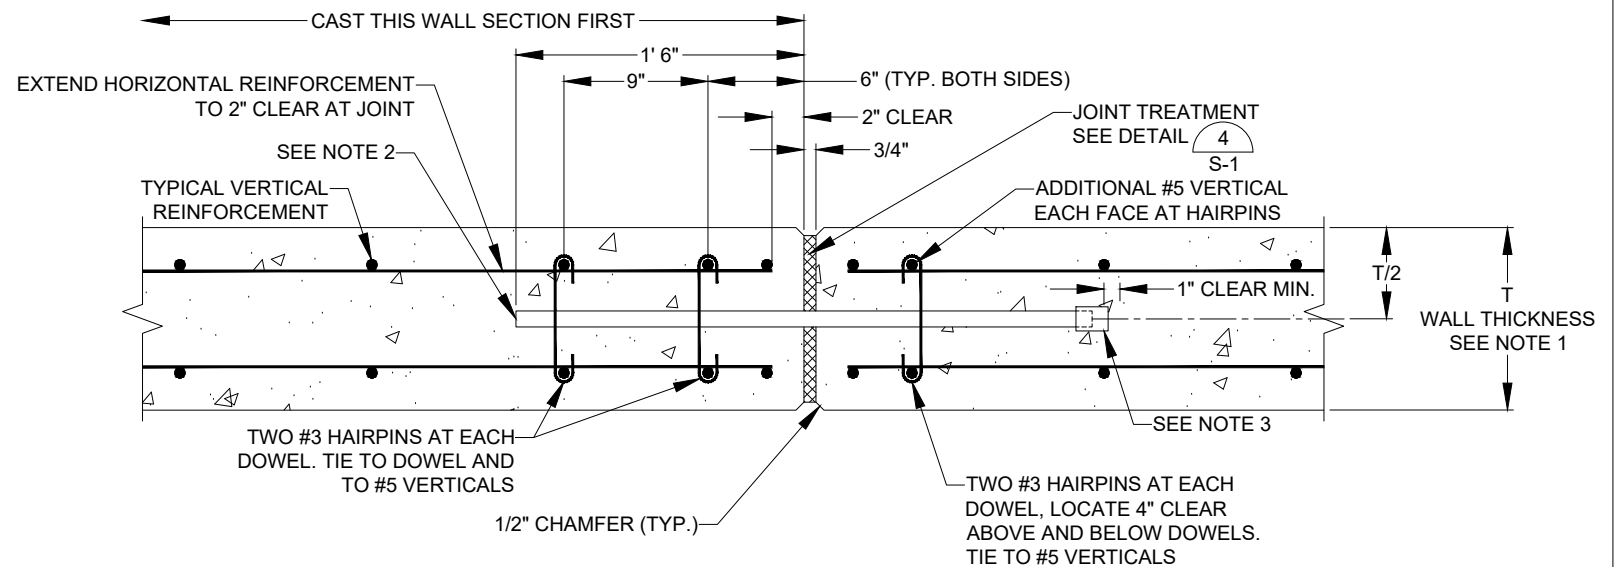 CAST THIS WALL SECTION FIRST
1' 6"
9"
6" (TYP. BOTH SIDES)
EXTEND HORIZONTAL REINFORCEMENT
TO 2" CLEAR AT JOINT
2" CLEAR
JOINT TREATMENT
SEE DETAIL
4
S-1
3/4"
SEE NOTE 2
TYPICAL VERTICAL
REINFORCEMENT
ADDITIONAL #5 VERTICAL
EACH FACE AT HAIRPINS
T/2
1" CLEAR MIN.
T
WALL THICKNESS
SEE NOTE 1
SEE NOTE 3
TWO #3 HAIRPINS AT EACH
DOWEL. TIE TO DOWEL AND
TO #5 VERTICALS
1/2" CHAMFER (TYP.)
TWO #3 HAIRPINS AT EACH
DOWEL, LOCATE 4" CLEAR
ABOVE AND BELOW DOWELS.
TIE TO #5 VERTICALS